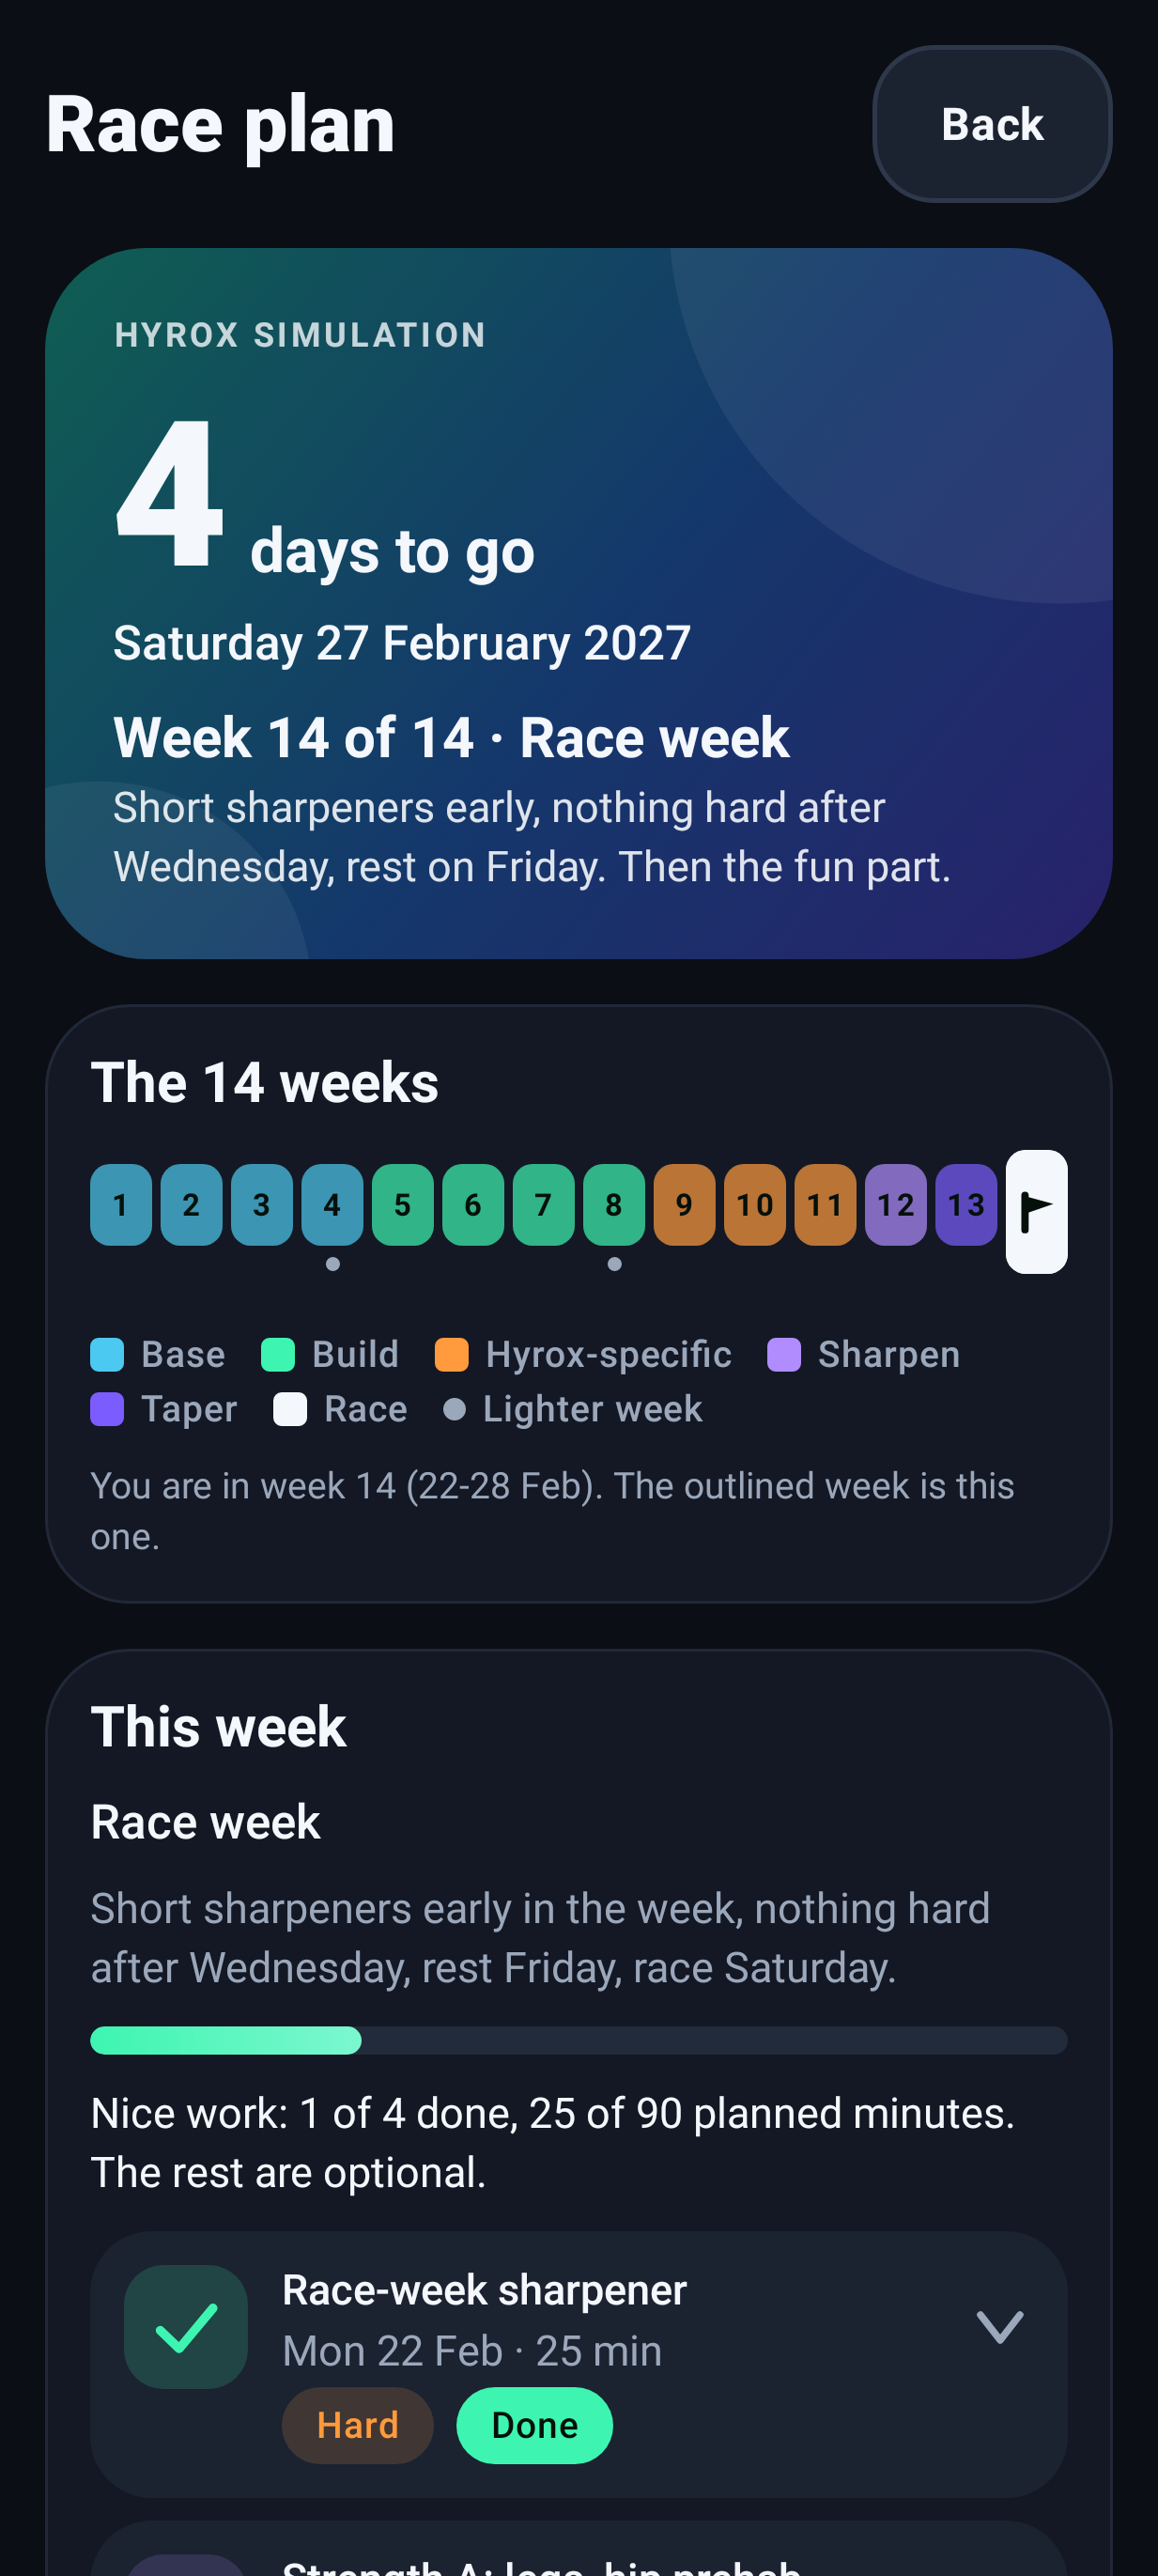 Race plan
Back
HYROX SIMULATION
4 days to go
Saturday 27 February 2027
Week 14 of 14 · Race week
Short sharpeners early, nothing hard after
Wednesday, rest on Friday. Then the fun part.
The 14 weeks
1 2 3 4 5 6 7 8 9 10 11 12 13
Base Build Hyrox-specific Sharpen
Taper Race Lighter week
You are in week 14 (22-28 Feb). The outlined week is this
one.
This week
Race week
Short sharpeners early in the week, nothing hard
after Wednesday, rest Friday, race Saturday.
Nice work: 1 of 4 done, 25 of 90 planned minutes.
The rest are optional.
Race-week sharpener
Mon 22 Feb · 25 min
Hard Done
Strength A: legs, hip prehab